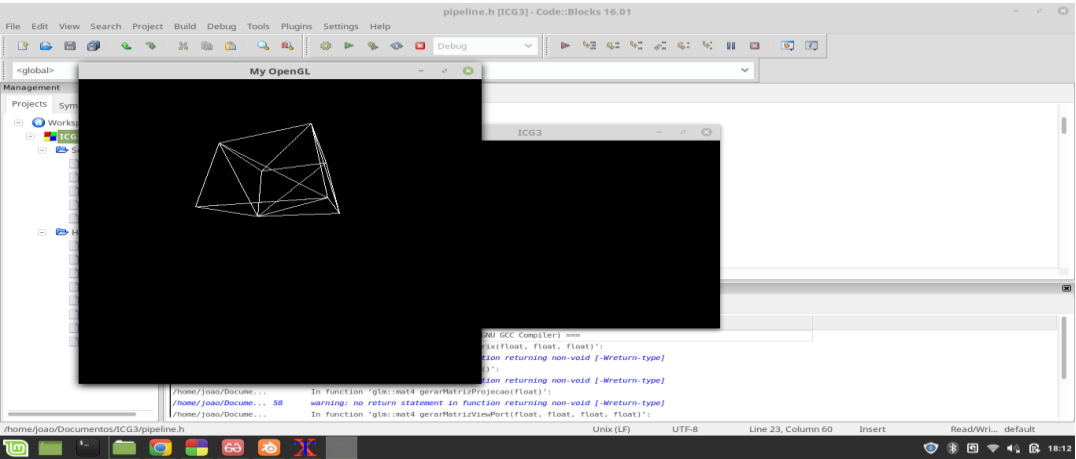 pipeline.h [ICG3] - Code::Blocks 16.01
File Edit View Search Project Build Debug Tools Plugins Settings Help
Debug
<global>
My OpenGL
Management
Projects Sym
Works
ICG
ICG3
S
H
GNU GCC Compiler) ===
rix(float, float, float)':
tion returning non-void [-Wreturn-type]
()':
tion returning non-void [-Wreturn-type]
/home/joao/Docume... In function 'glm::mat4 gerarMatrizProjecao(float)':
/home/joao/Docume... 58 warning: no return statement in function returning non-void [-Wreturn-type]
/home/joao/Docume... In function 'glm::mat4 gerarMatrizViewPort(float, float, float, float)':
/home/joao/Documentos/ICG3/pipeline.h Unix (LF) UTF-8 Line 23, Column 60 Insert Read/Wri... default
18:12